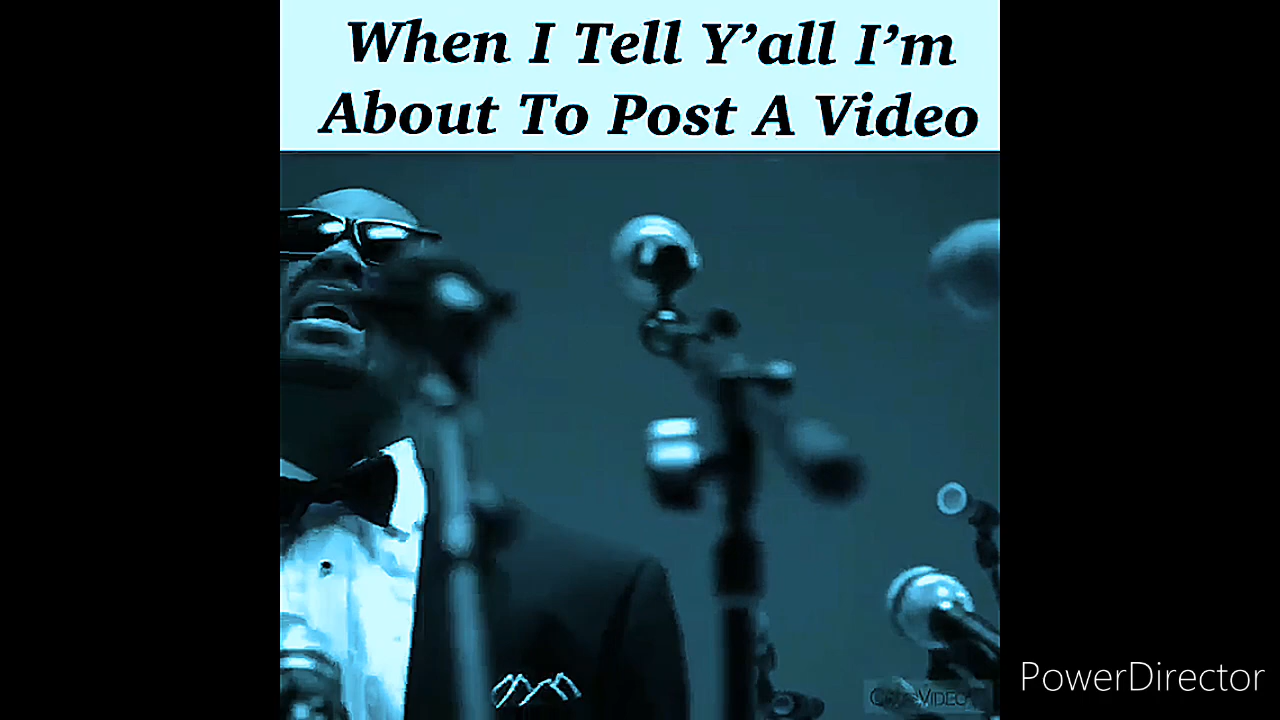 When I Tell Y’all I’m
About To Post A Video
PowerDirector